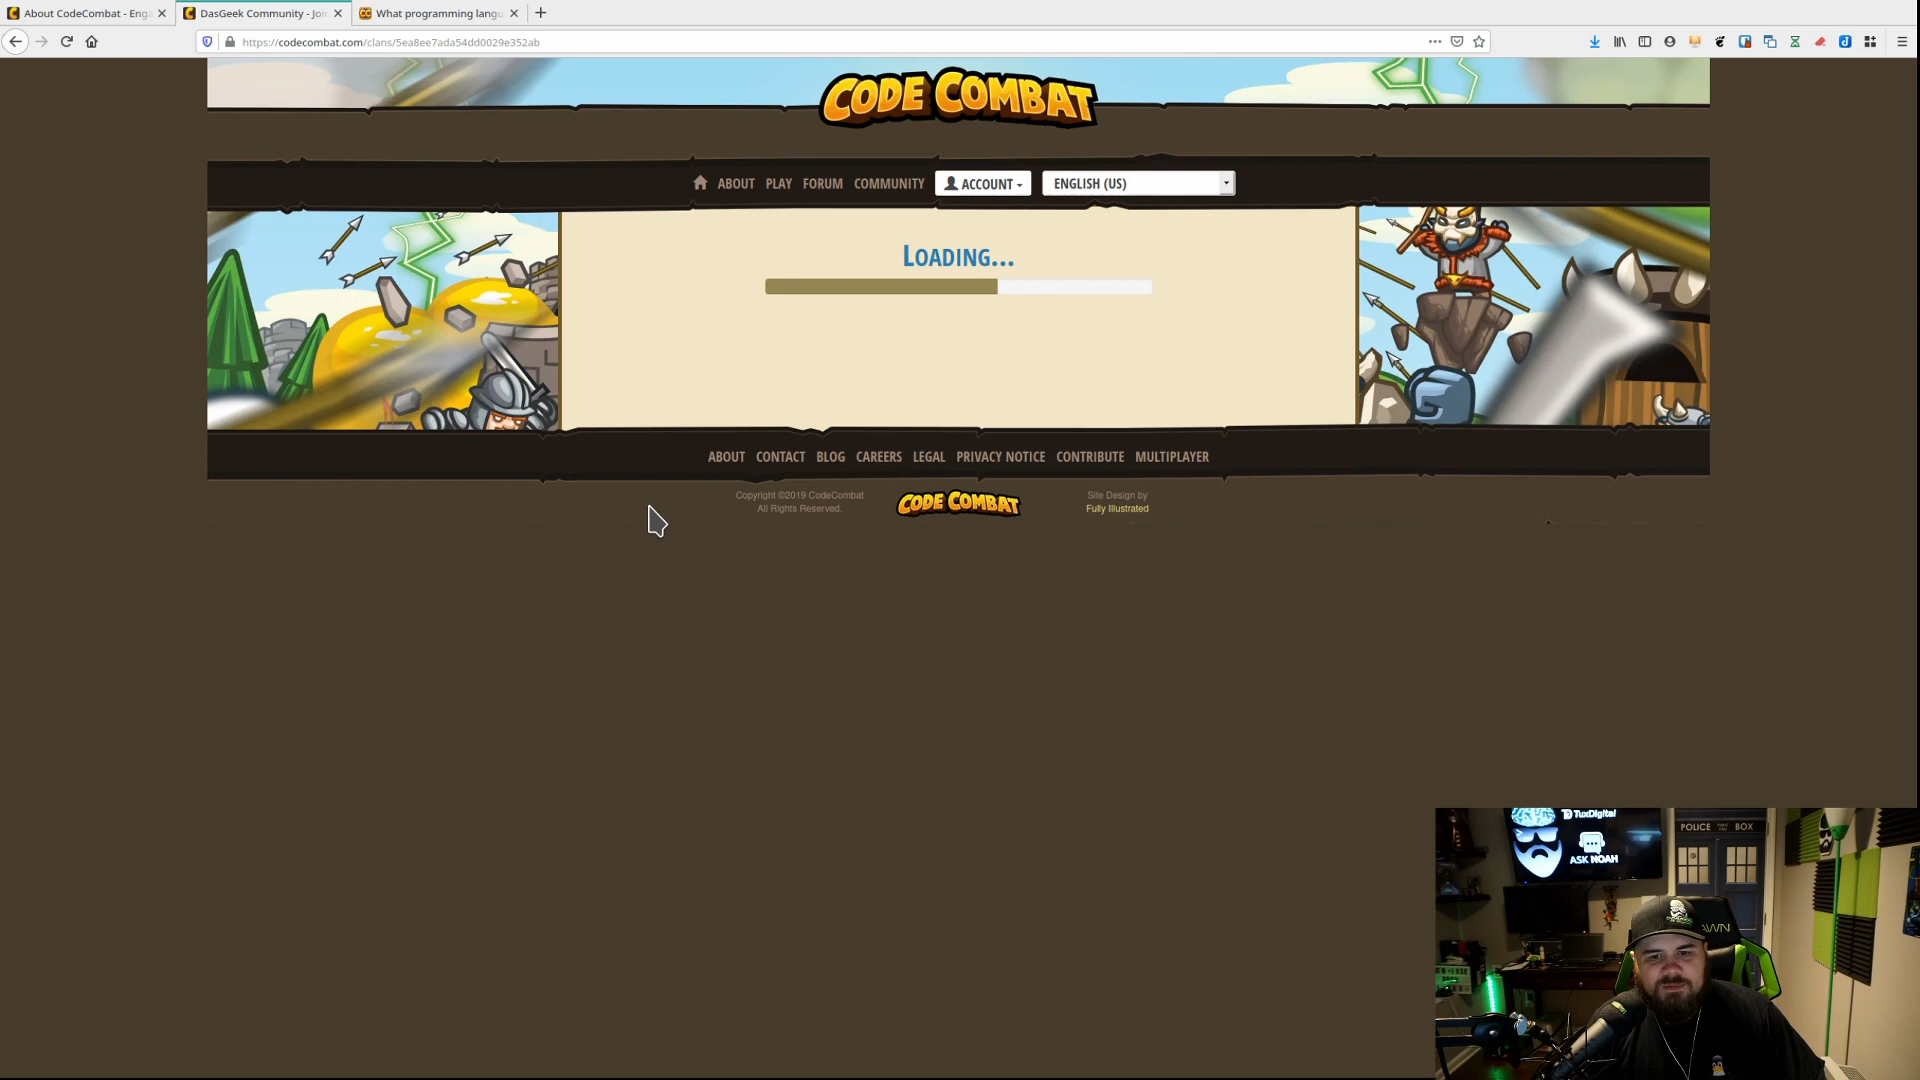 About CodeCombat - Enga
DasGeek Community - Joi
What programming langu
https://codecombat.com/clans/5ea8ee7ada54dd0029e352ab
CODE COMBAT
ABOUT PLAY FORUM COMMUNITY ACCOUNT ENGLISH (US)
LOADING...
ABOUT CONTACT BLOG CAREERS LEGAL PRIVACY NOTICE CONTRIBUTE MULTIPLAYER
Copyright ©2019 CodeCombat
All Rights Reserved.
CODE COMBAT
Site Design by
Fully Illustrated
TuxDigital
ASK NOAH
POLICE BOX
AWN